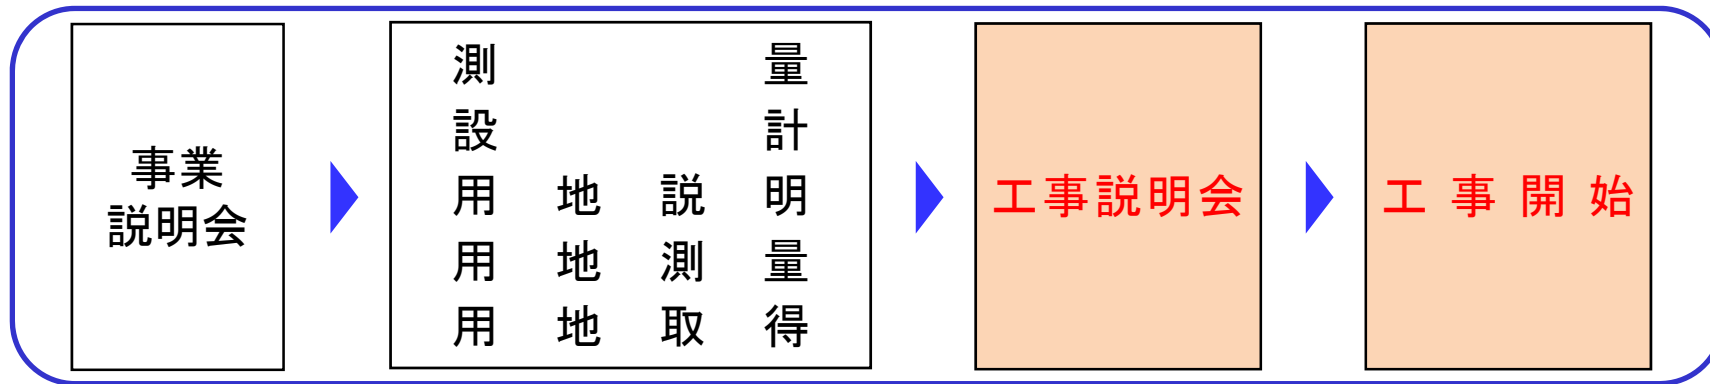 事業
説明会
測量
設計
用地説明
用地測量
用地取得
工事説明会
工事開始